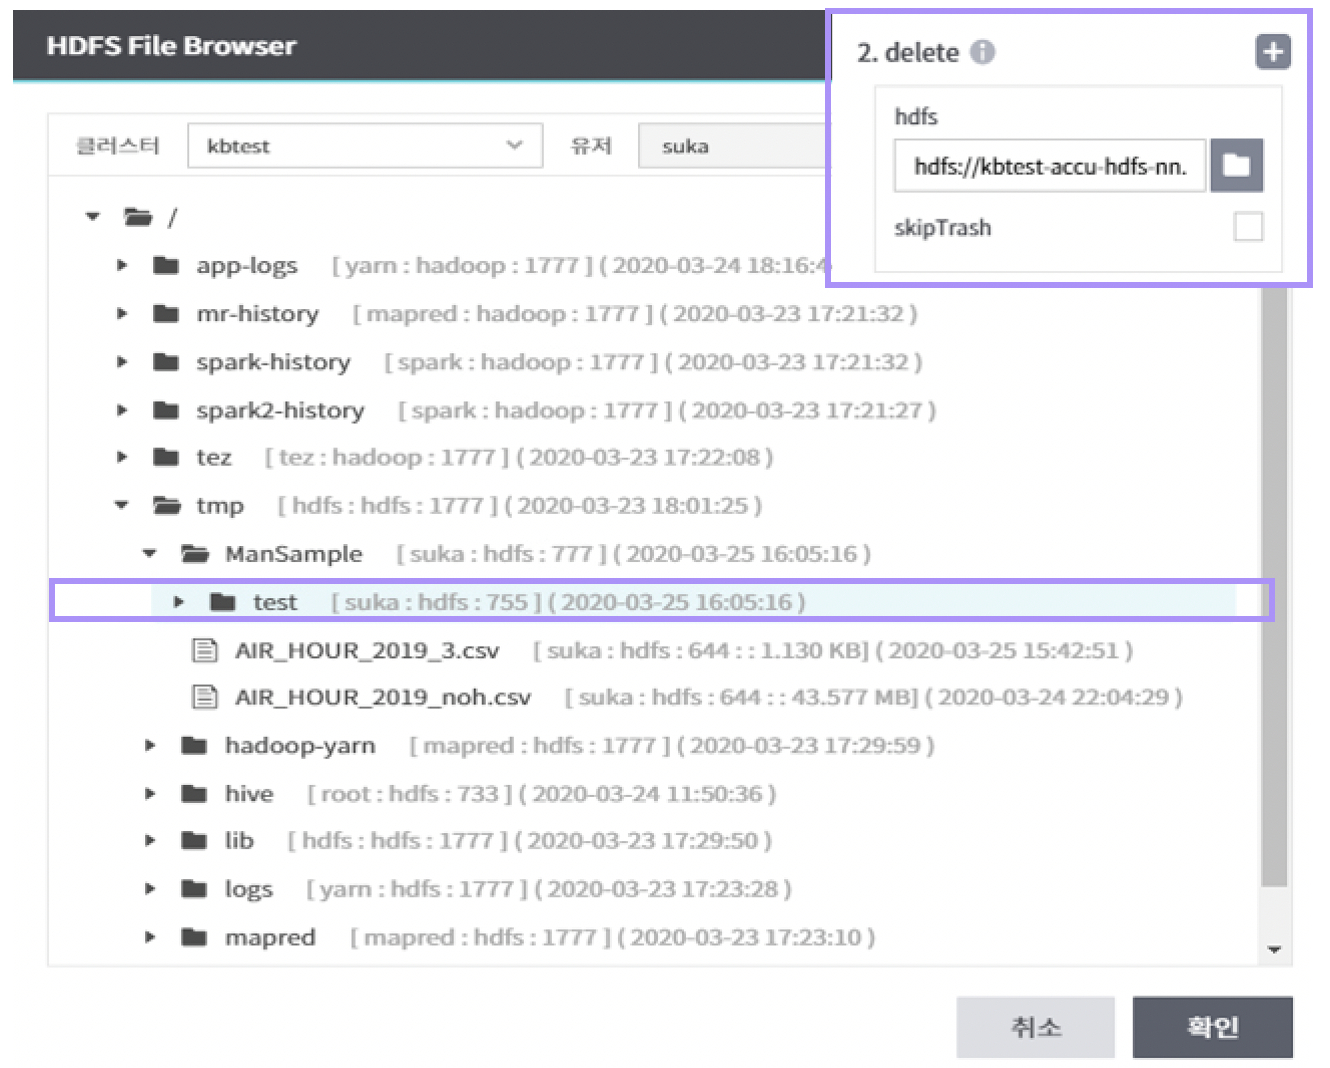 HDFS File Browser
2. delete
hdfs
hdfs://kbtest-accu-hdfs-nn.
skipTrash
클러스터 kbtest 유저 suka
/
app-logs [ yarn : hadoop : 1777 ] ( 2020-03-24 18:16:4
mr-history [ mapred : hadoop : 1777 ] ( 2020-03-23 17:21:32 )
spark-history [ spark : hadoop : 1777 ] ( 2020-03-23 17:21:32 )
spark2-history [ spark : hadoop : 1777 ] ( 2020-03-23 17:21:27 )
tez [ tez : hadoop : 1777 ] ( 2020-03-23 17:22:08 )
tmp [ hdfs : hdfs : 1777 ] ( 2020-03-23 18:01:25 )
ManSample [ suka : hdfs : 777 ] ( 2020-03-25 16:05:16 )
test [ suka : hdfs : 755 ] ( 2020-03-25 16:05:16 )
AIR_HOUR_2019_3.csv [ suka : hdfs : 644 : : 1.130 KB] ( 2020-03-25 15:42:51 )
AIR_HOUR_2019_noh.csv [ suka : hdfs : 644 : : 43.577 MB] ( 2020-03-24 22:04:29 )
hadoop-yarn [ mapred : hdfs : 1777 ] ( 2020-03-23 17:29:59 )
hive [ root : hdfs : 733 ] ( 2020-03-24 11:50:36 )
lib [ hdfs : hdfs : 1777 ] ( 2020-03-23 17:29:50 )
logs [ yarn : hdfs : 1777 ] ( 2020-03-23 17:23:28 )
mapred [ mapred : hdfs : 1777 ] ( 2020-03-23 17:23:10 )
취소 확인